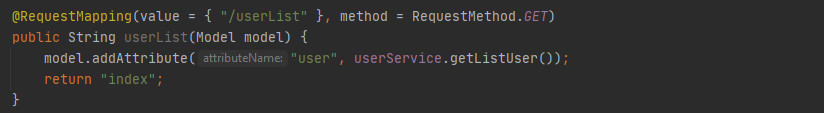 @RequestMapping(value = { "/userList" }, method = RequestMethod.GET)
public String userList(Model model) {
    model.addAttribute( attributeName: "user", userService.getListUser());
    return "index";
}